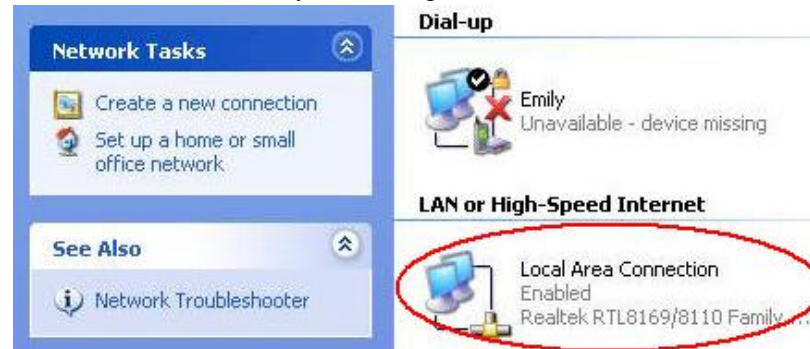 Network Tasks
Create a new connection
Set up a home or small
office network
See Also
Network Troubleshooter
Dial-up
Emily
Unavailable - device missing
LAN or High-Speed Internet
Local Area Connection
Enabled
Realtek RTL8169/8110 Family ...